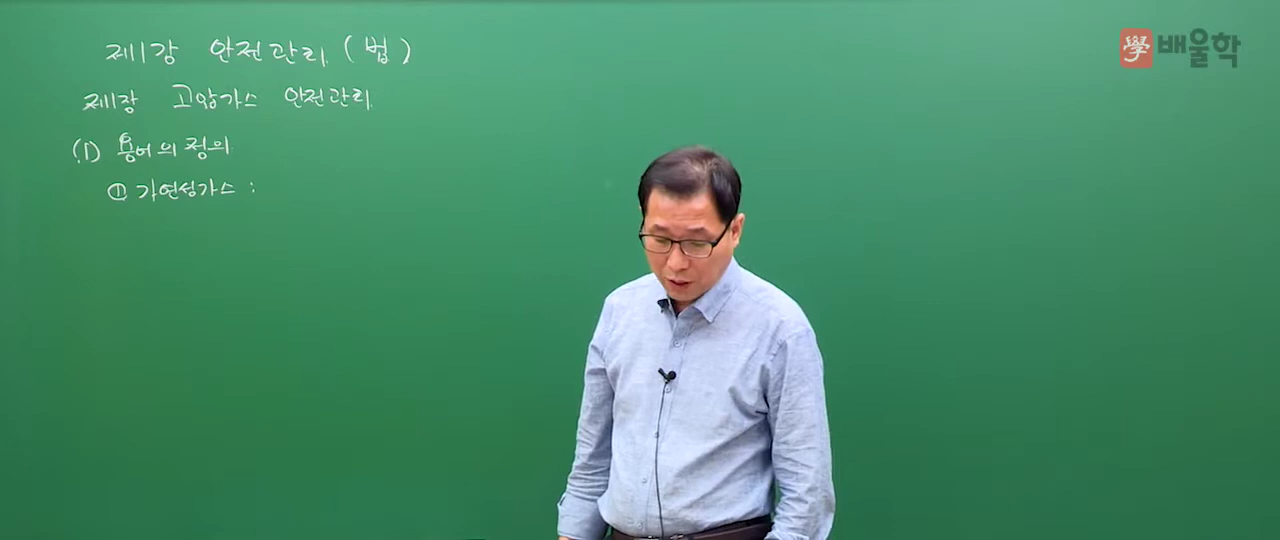 제1강 안전관리 (법)
學 배울학
제1장 고압가스 안전관리
(1) 용어의 정의
① 가연성가스 :